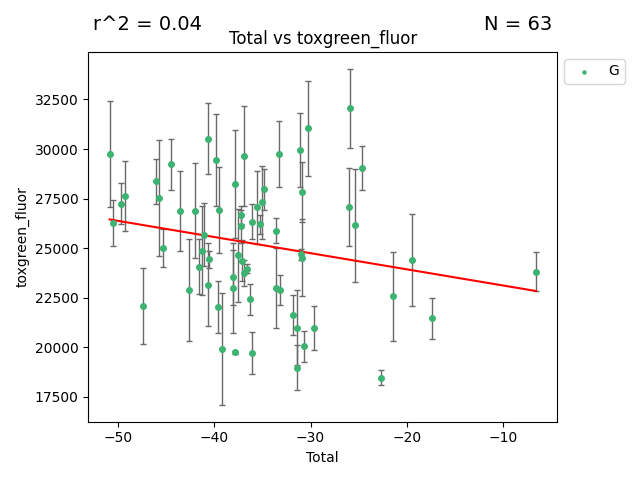 r^2 = 0.04 N = 63
Total vs toxgreen_fluor
G
toxgreen_fluor
32500
30000
27500
25000
22500
20000
17500
−50 −40 −30 −20 −10
Total